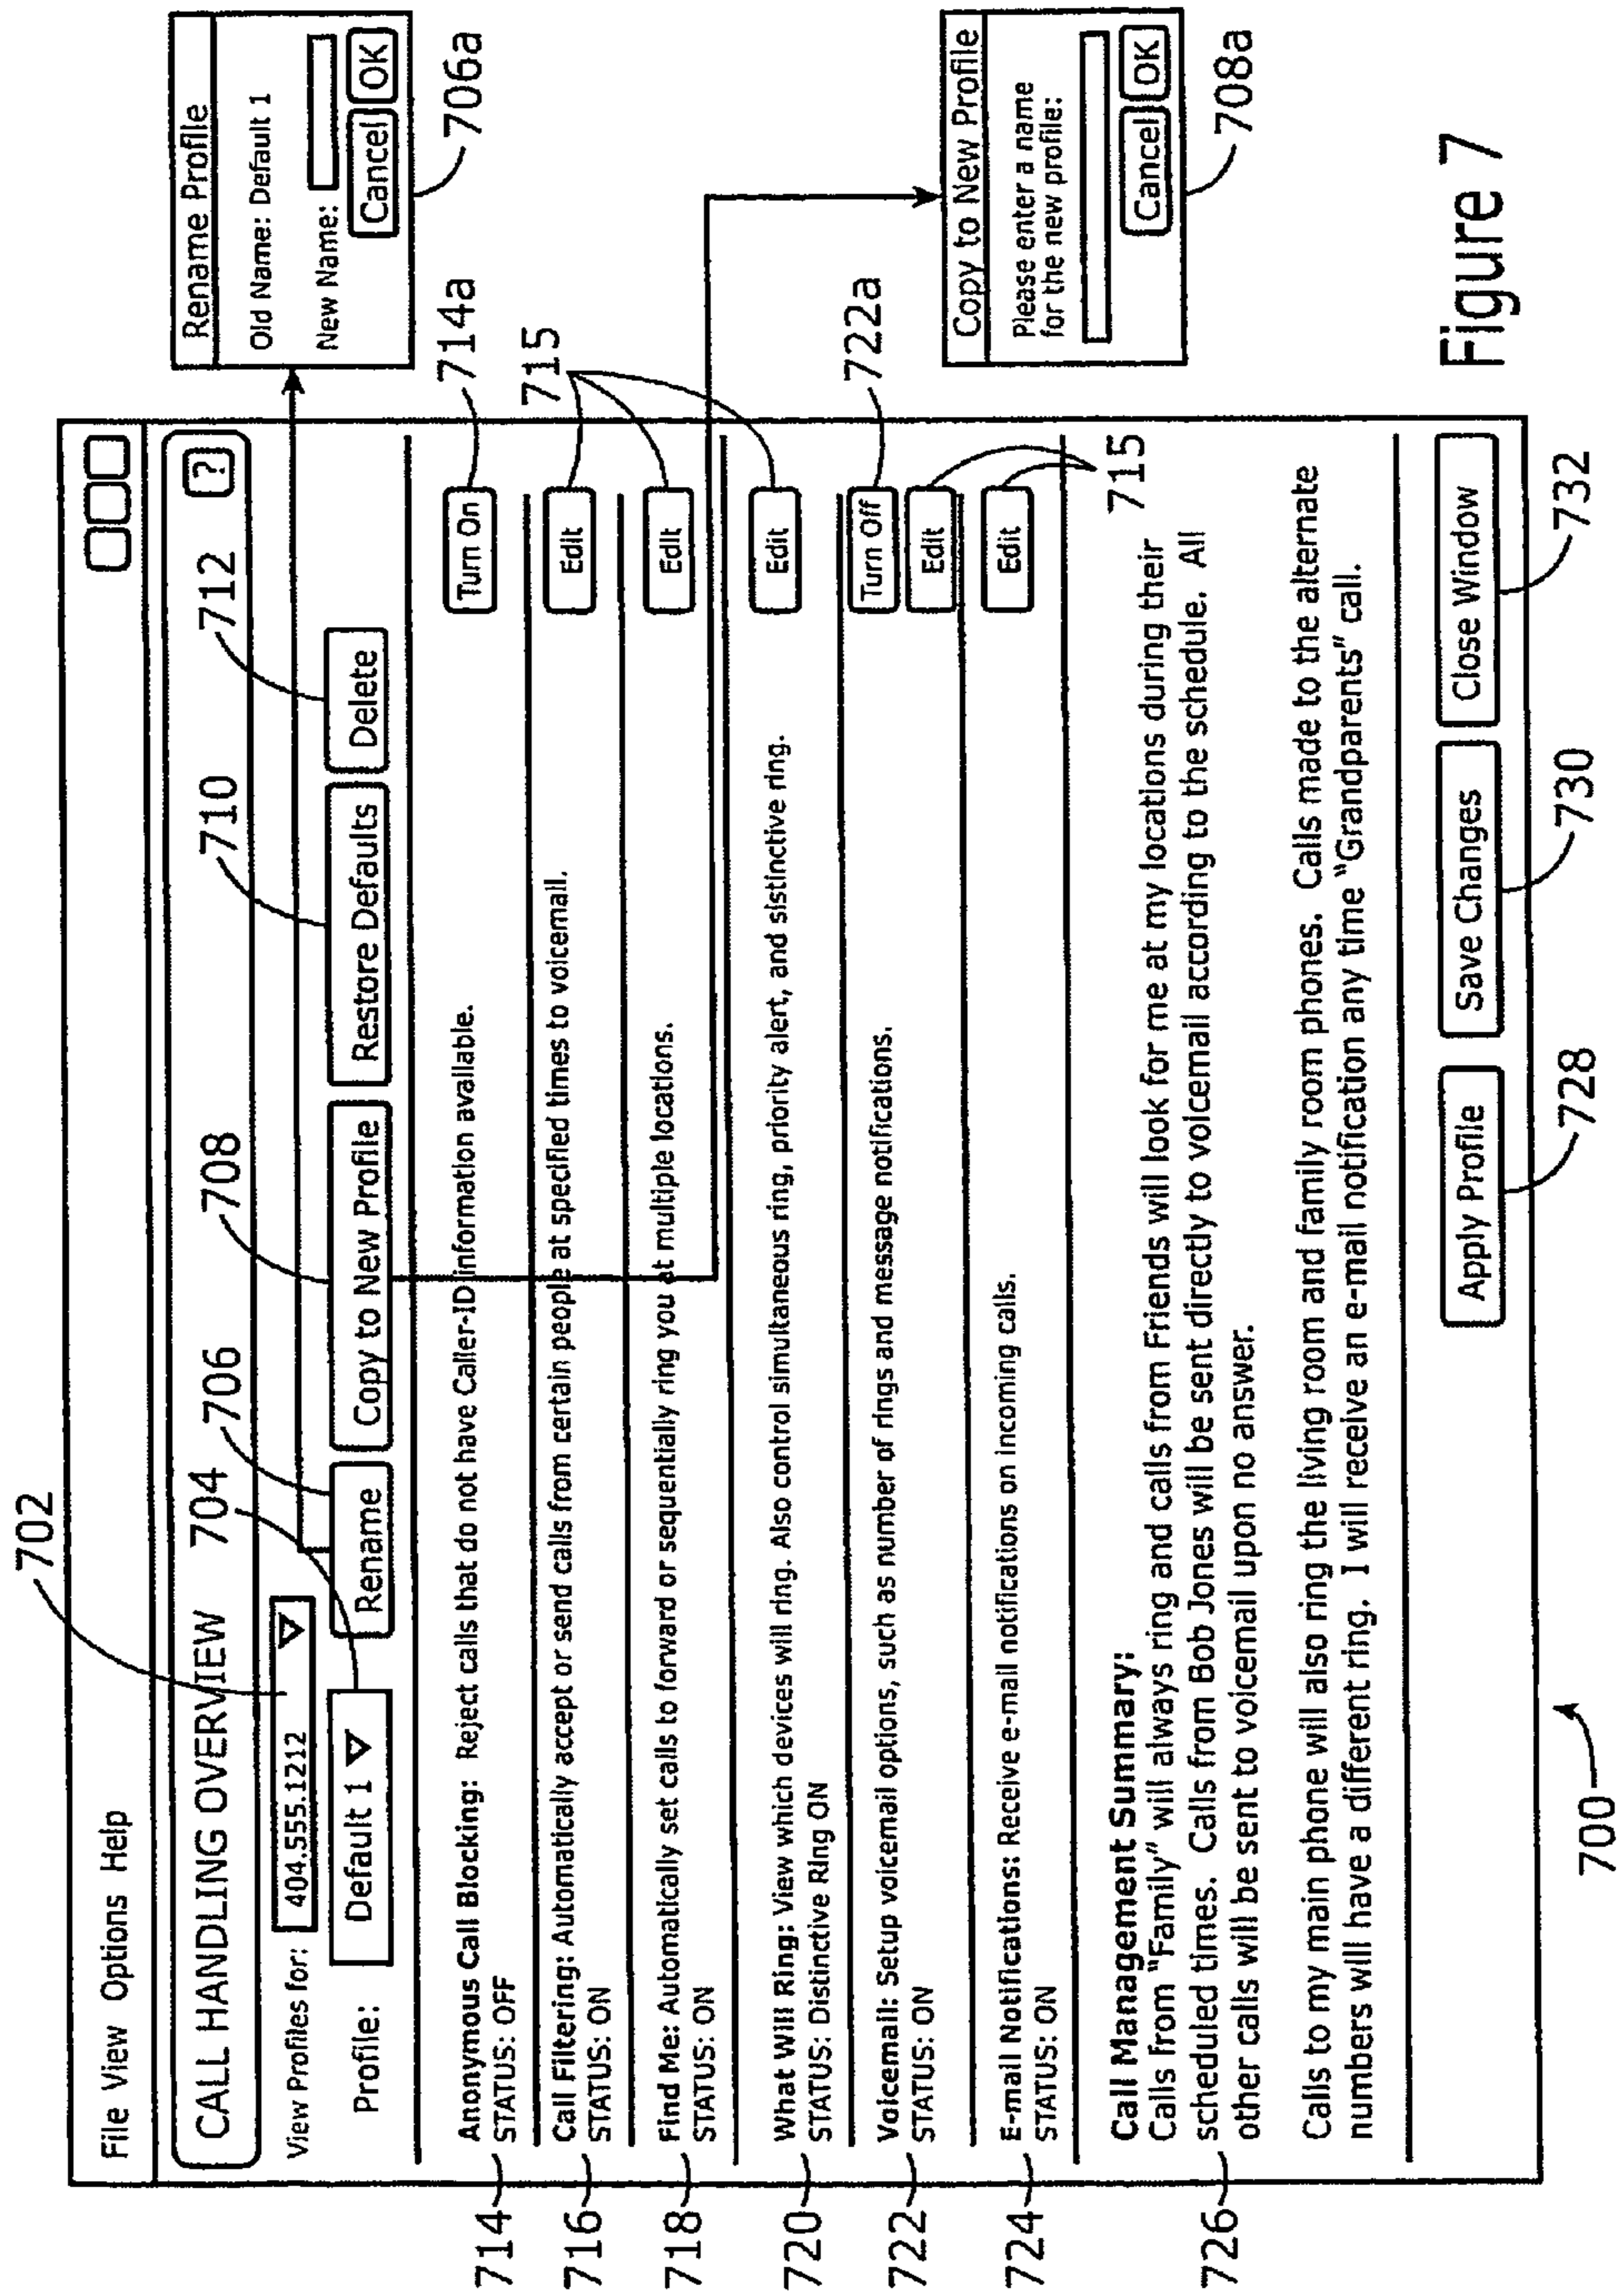 702
File View Options Help
CALL HANDLING OVERVIEW
704
706
708
710
712
?
View Profiles for:
404.555.1212
Profile:
Default 1
Rename
Copy to New Profile
Restore Defaults
Delete
Rename Profile
Old Name: Default 1
New Name:
Cancel
OK
706a
714
Anonymous Call Blocking: Reject calls that do not have Caller-ID information available.
STATUS: OFF
Turn On
714a
716
Call Filtering: Automatically accept or send calls from certain people at specified times to voicemail.
STATUS: ON
Edit
715
718
Find Me: Automatically set calls to forward or sequentially ring you at multiple locations.
STATUS: ON
Edit
720
What Will Ring: View which devices will ring. Also control simultaneous ring, priority alert, and sistinctive ring.
STATUS: Distinctive Ring ON
Edit
722
Voicemail: Setup voicemail options, such as number of rings and message notifications.
STATUS: ON
Turn Off
722a
Edit
724
E-mail Notifications: Receive e-mail notifications on incoming calls.
STATUS: ON
Edit
715
Copy to New Profile
Please enter a name
for the new profile:
Cancel
OK
708a
726
Call Management Summary:
Calls from "Family" will always ring and calls from Friends will look for me at my locations during their
scheduled times. Calls from Bob Jones will be sent directly to voicemail according to the schedule. All
other calls will be sent to voicemail upon no answer.
Calls to my main phone will also ring the living room and family room phones. Calls made to the alternate
numbers will have a different ring. I will receive an e-mail notification any time "Grandparents" call.
Apply Profile
Save Changes
Close Window
728
730
732
700
Figure 7